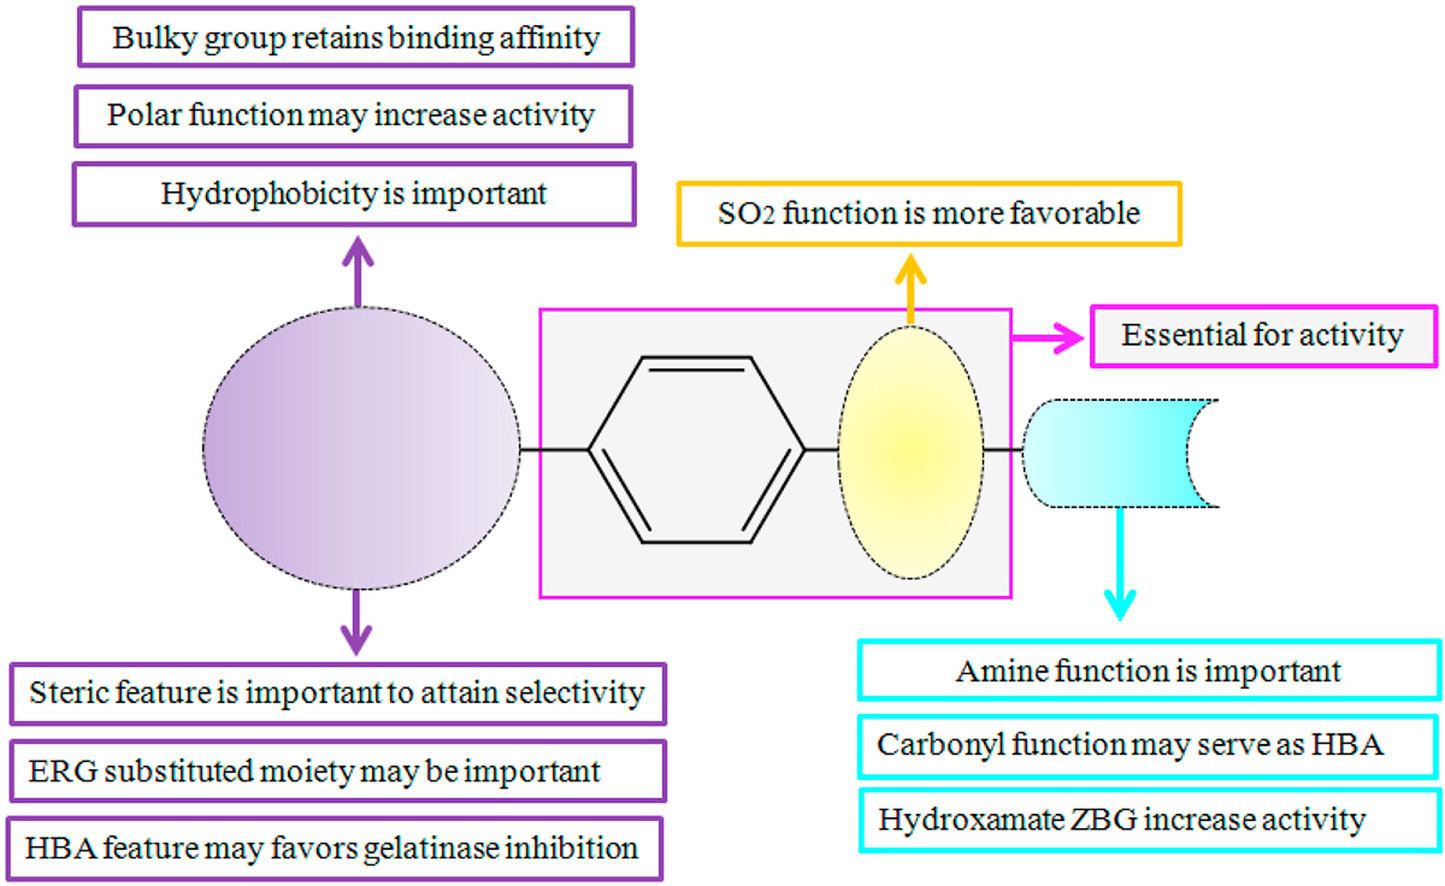 Bulky group retains binding affinity
Polar function may increase activity
Hydrophobicity is important
SO2 function is more favorable
Essential for activity
Steric feature is important to attain selectivity
ERG substituted moiety may be important
HBA feature may favors gelatinase inhibition
Amine function is important
Carbonyl function may serve as HBA
Hydroxamate ZBG increase activity